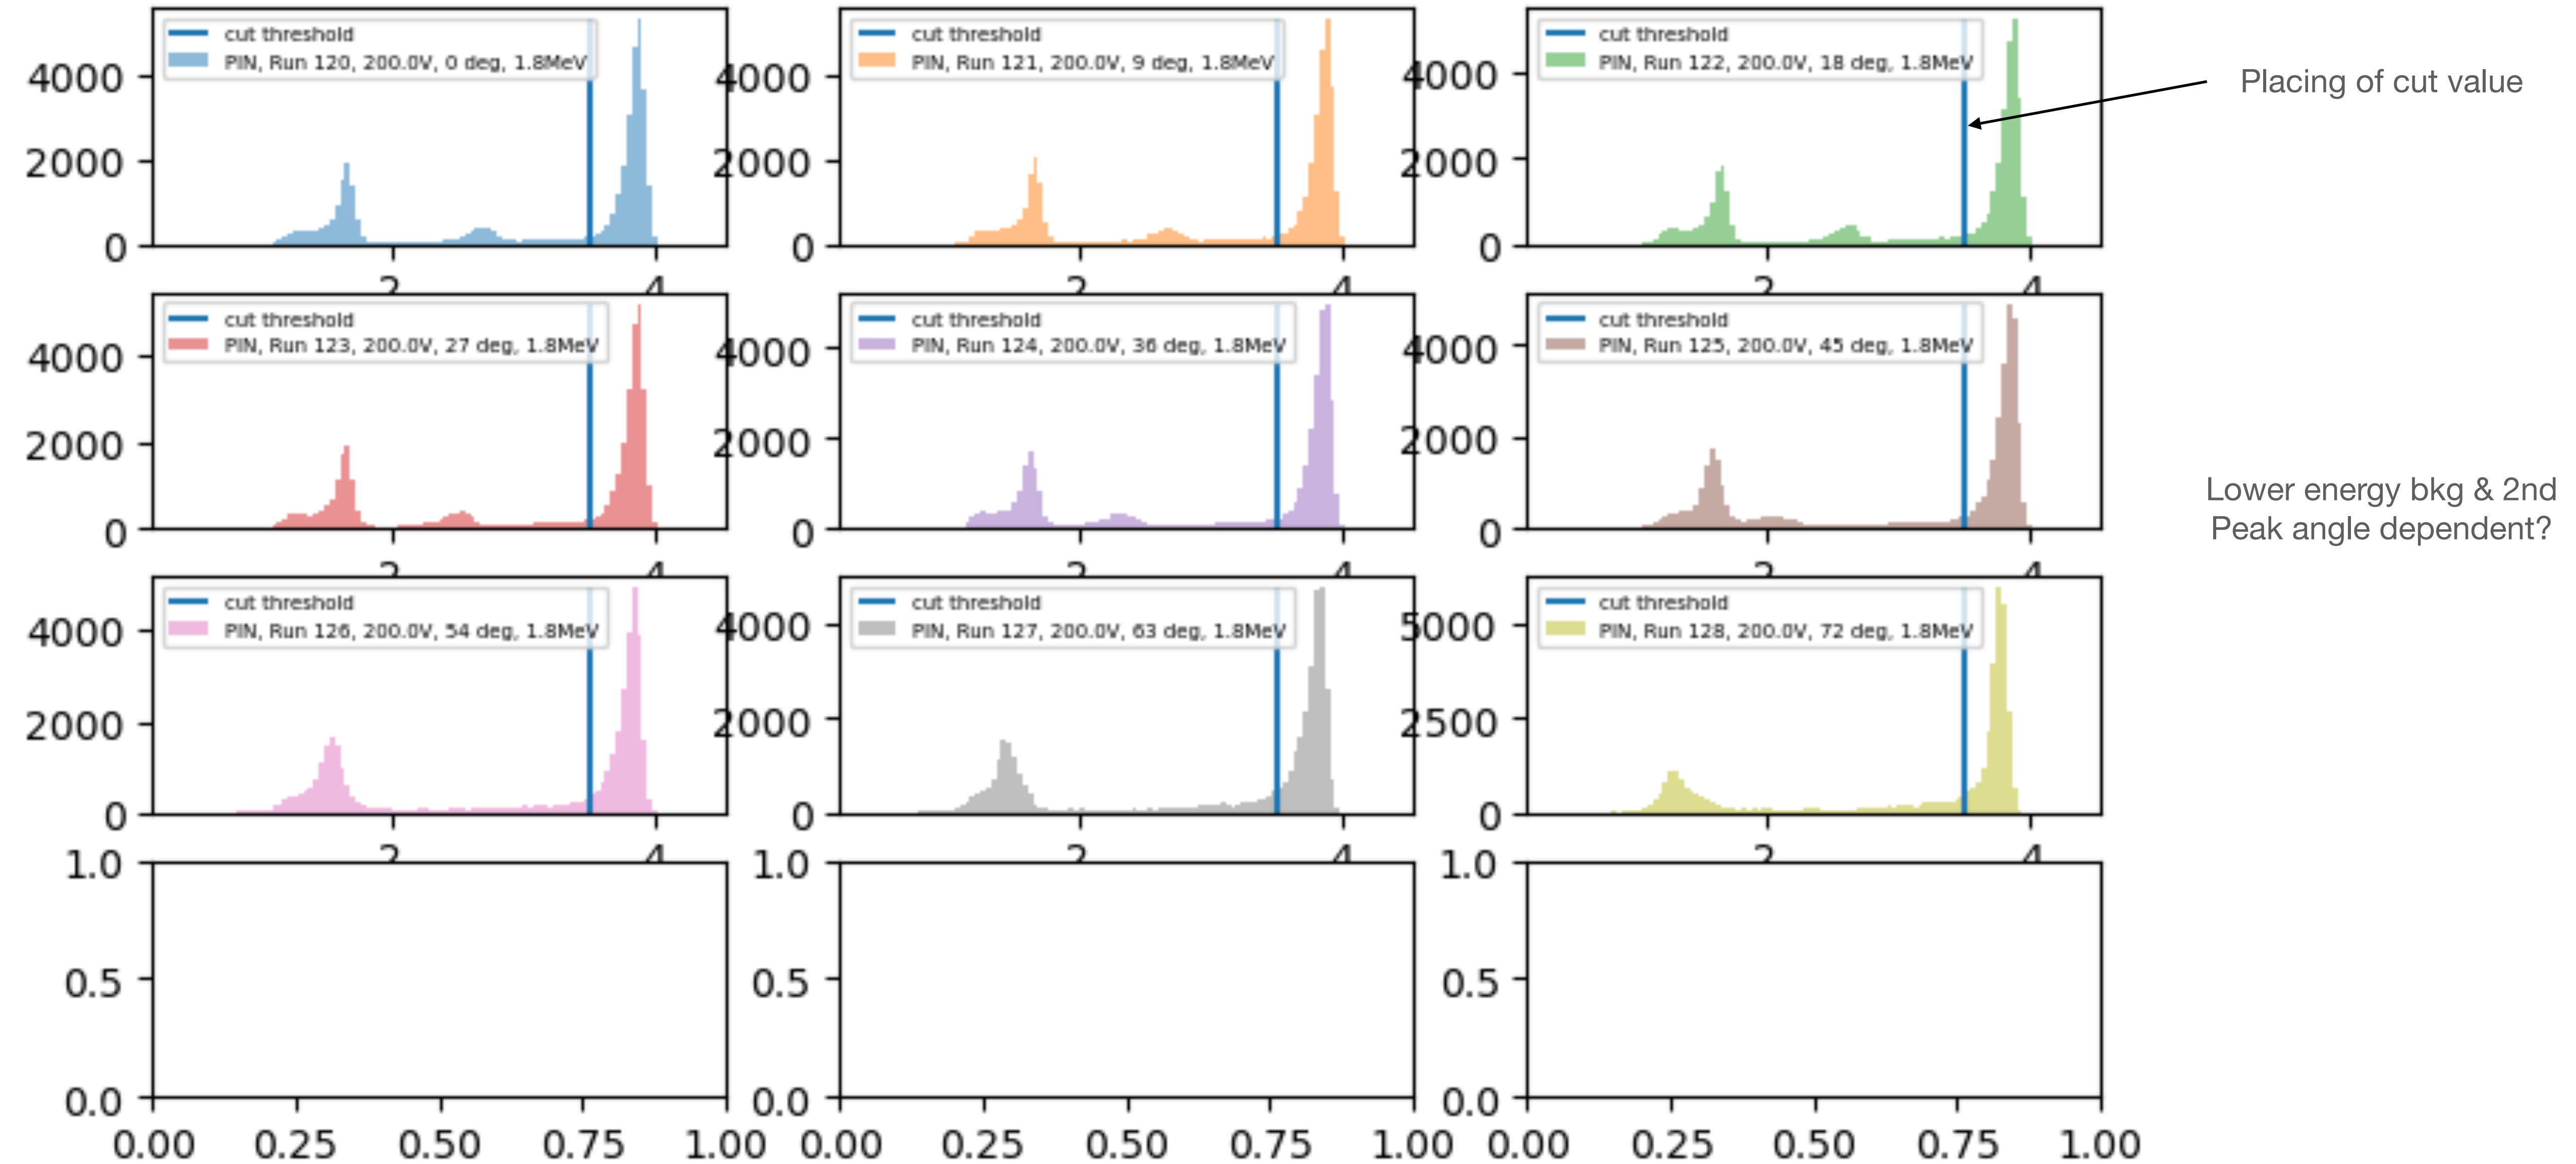 cut threshold
PIN, Run 120, 200.0V, 0 deg, 1.8MeV
4000
2000
0
2
4
cut threshold
PIN, Run 121, 200.0V, 9 deg, 1.8MeV
4000
2000
0
2
4
cut threshold
PIN, Run 122, 200.0V, 18 deg, 1.8MeV
4000
2000
0
2
4
Placing of cut value
cut threshold
PIN, Run 123, 200.0V, 27 deg, 1.8MeV
4000
2000
0
2
4
cut threshold
PIN, Run 124, 200.0V, 36 deg, 1.8MeV
4000
2000
0
2
4
cut threshold
PIN, Run 125, 200.0V, 45 deg, 1.8MeV
4000
2000
0
2
4
Lower energy bkg & 2nd
Peak angle dependent?
cut threshold
PIN, Run 126, 200.0V, 54 deg, 1.8MeV
4000
2000
0
2
4
cut threshold
PIN, Run 127, 200.0V, 63 deg, 1.8MeV
4000
2000
0
2
4
cut threshold
PIN, Run 128, 200.0V, 72 deg, 1.8MeV
5000
2500
0
2
4
1.0
0.5
0.0
0.00 0.25 0.50 0.75 1.00
1.0
0.5
0.0
0.00 0.25 0.50 0.75 1.00
1.0
0.5
0.0
0.00 0.25 0.50 0.75 1.00